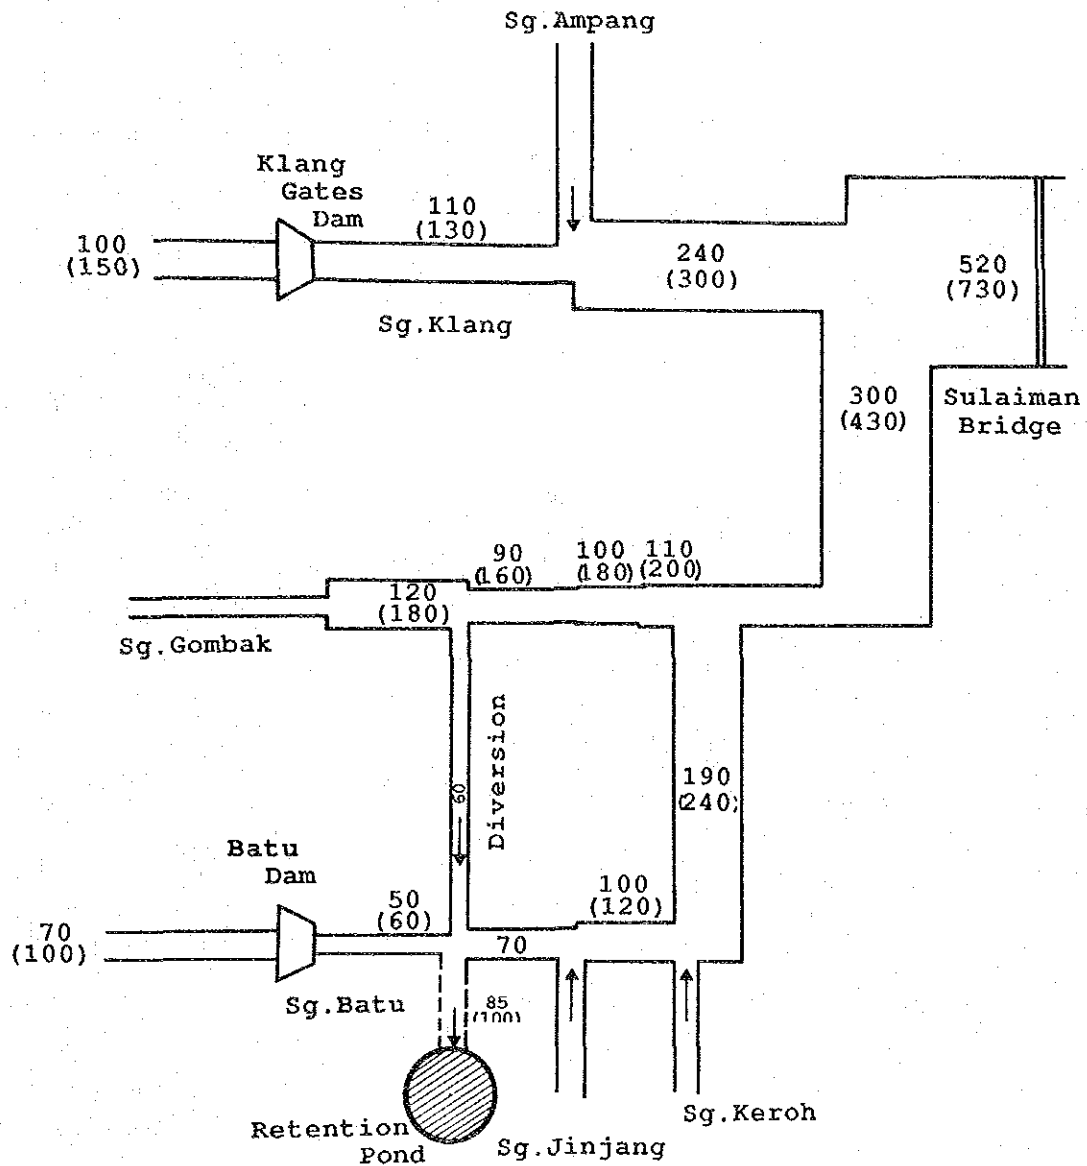 Sg.Ampang
Klang
Gates
Dam
110
(130)
100
(150)
240
(300)
520
(730)
Sg.Klang
300
(430)
Sulaiman
Bridge
90
(160)
100
(180)
110
(200)
120
(180)
Sg.Gombak
Diversion
60
190
(240)
Batu
Dam
50
(60)
100
(120)
70
(100)
70
Sg.Batu
85
(100)
Retention
Pond
Sg.Jinjang
Sg.Keroh